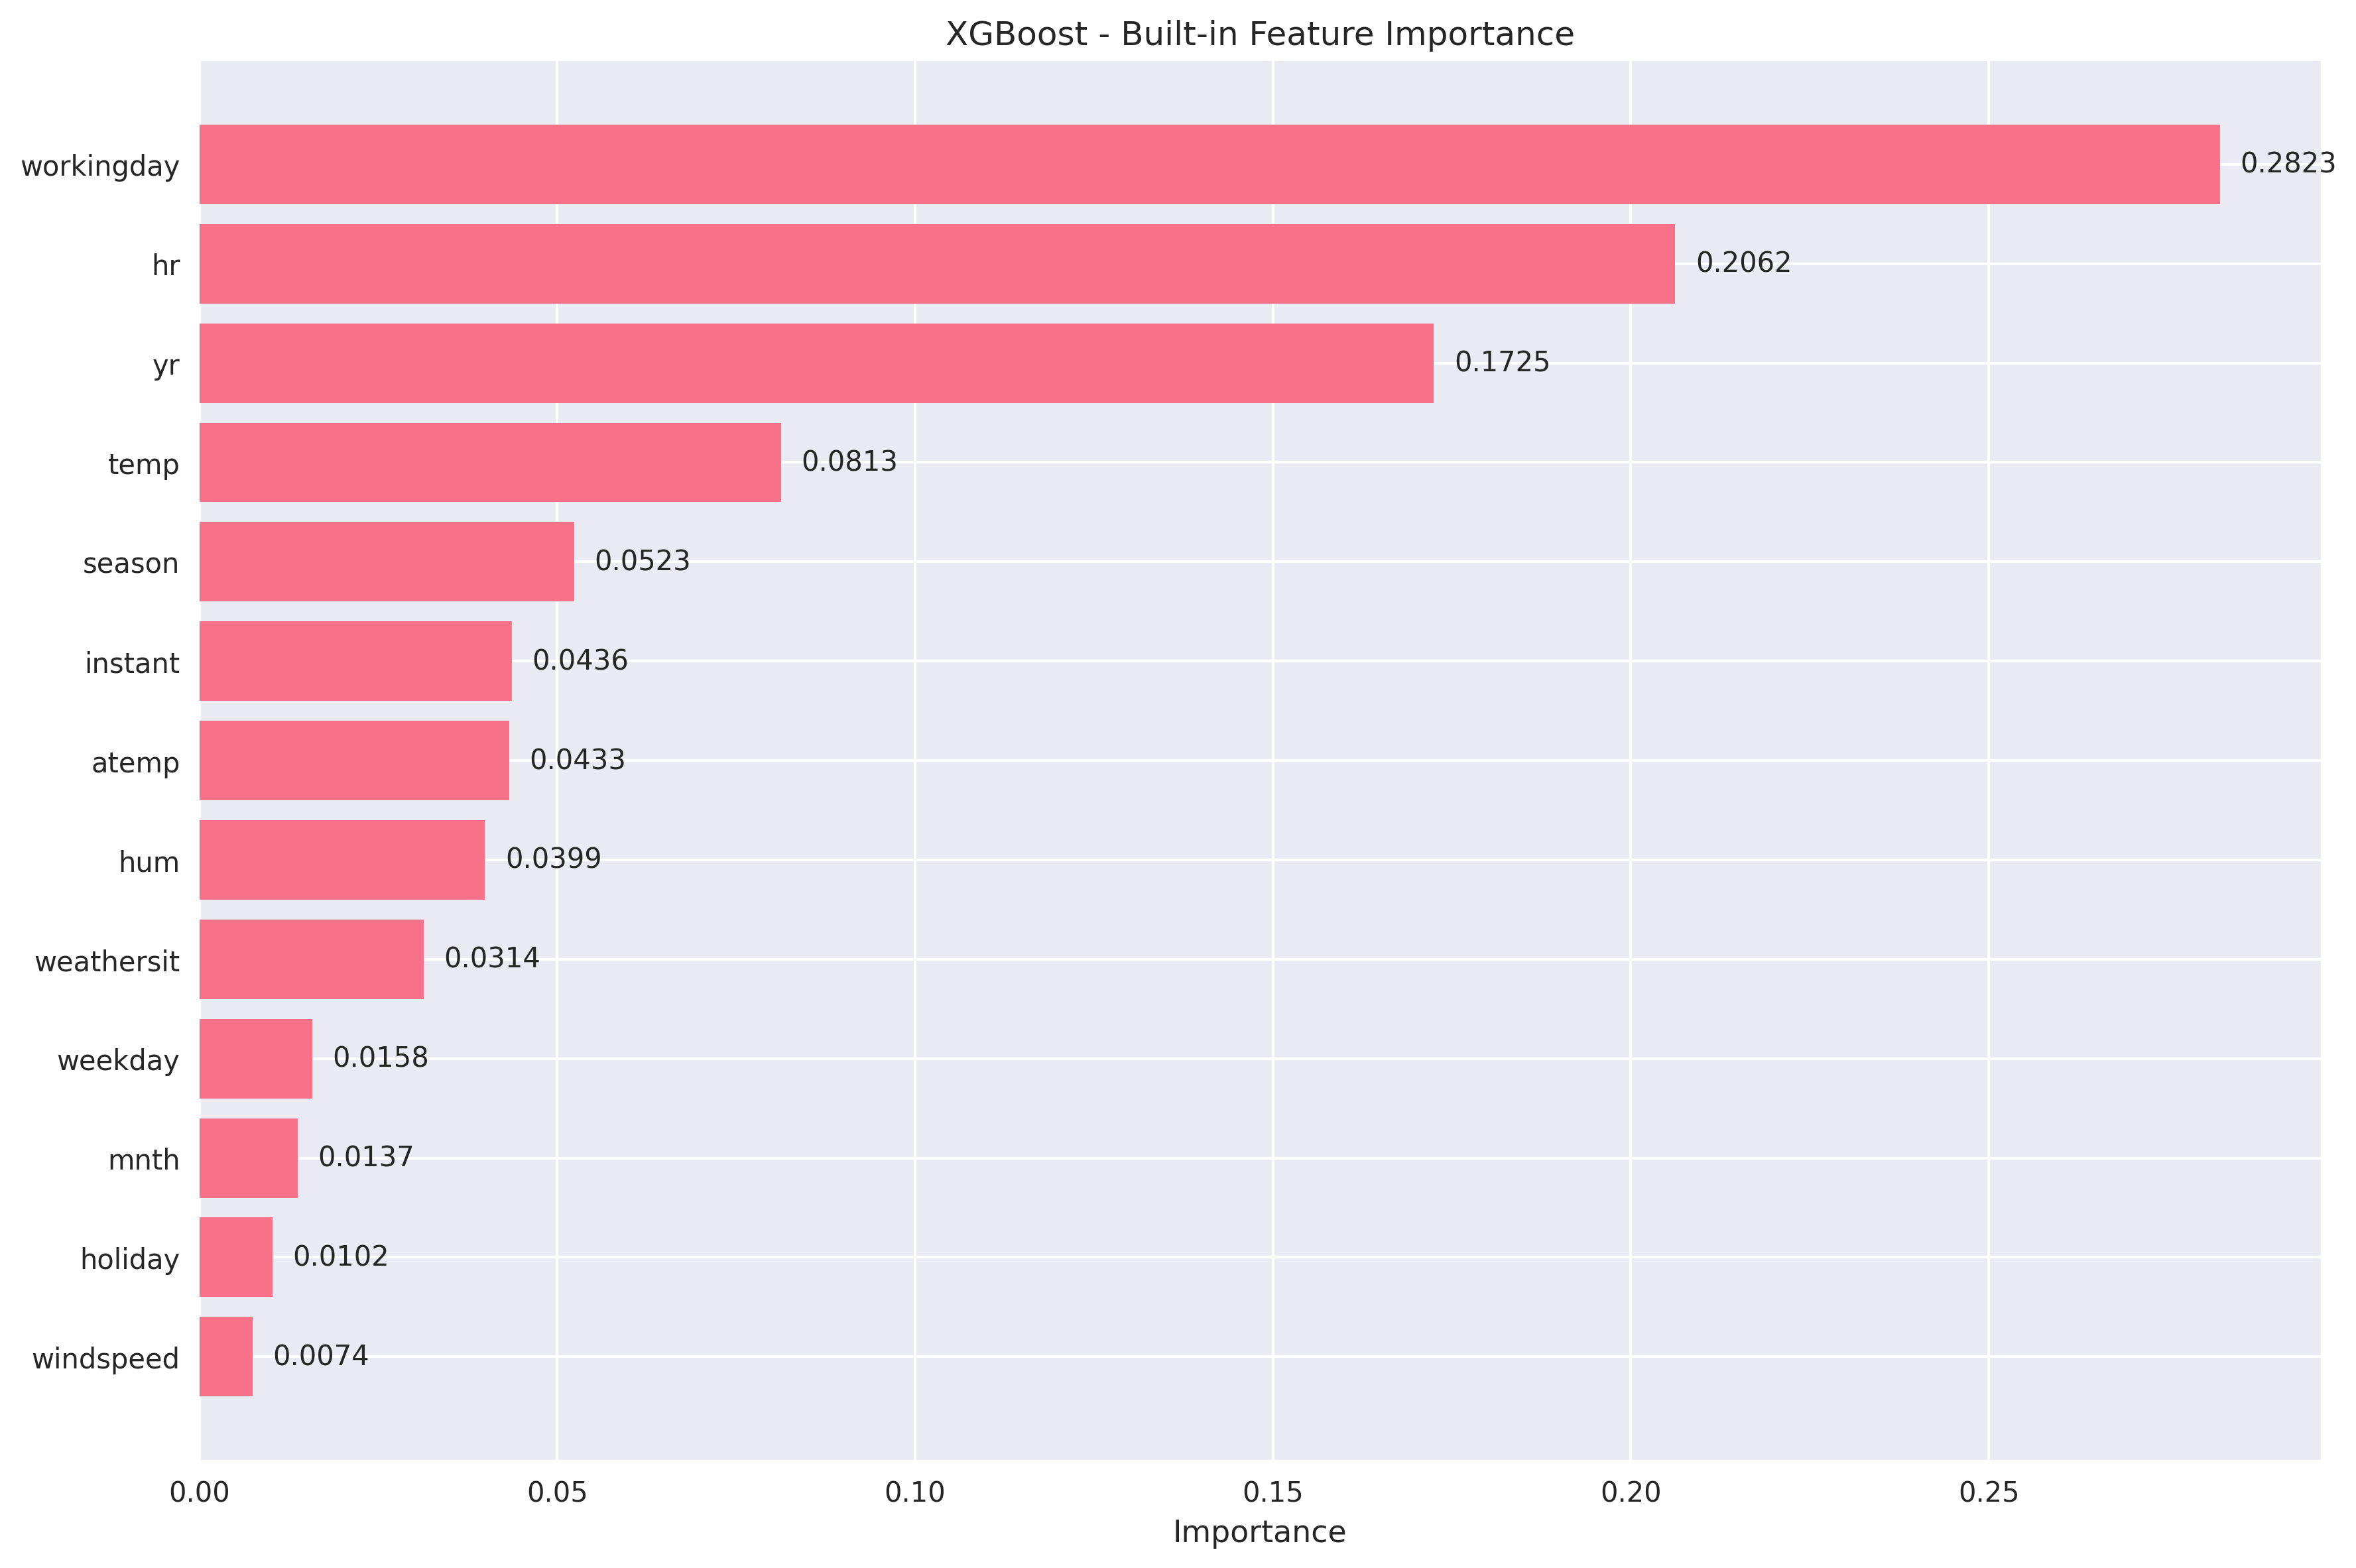 XGBoost - Built-in Feature Importance
workingday 0.2823
hr 0.2062
yr 0.1725
temp 0.0813
season 0.0523
instant 0.0436
atemp 0.0433
hum 0.0399
weathersit 0.0314
weekday 0.0158
mnth 0.0137
holiday 0.0102
windspeed 0.0074
0.00 0.05 0.10 0.15 0.20 0.25
Importance